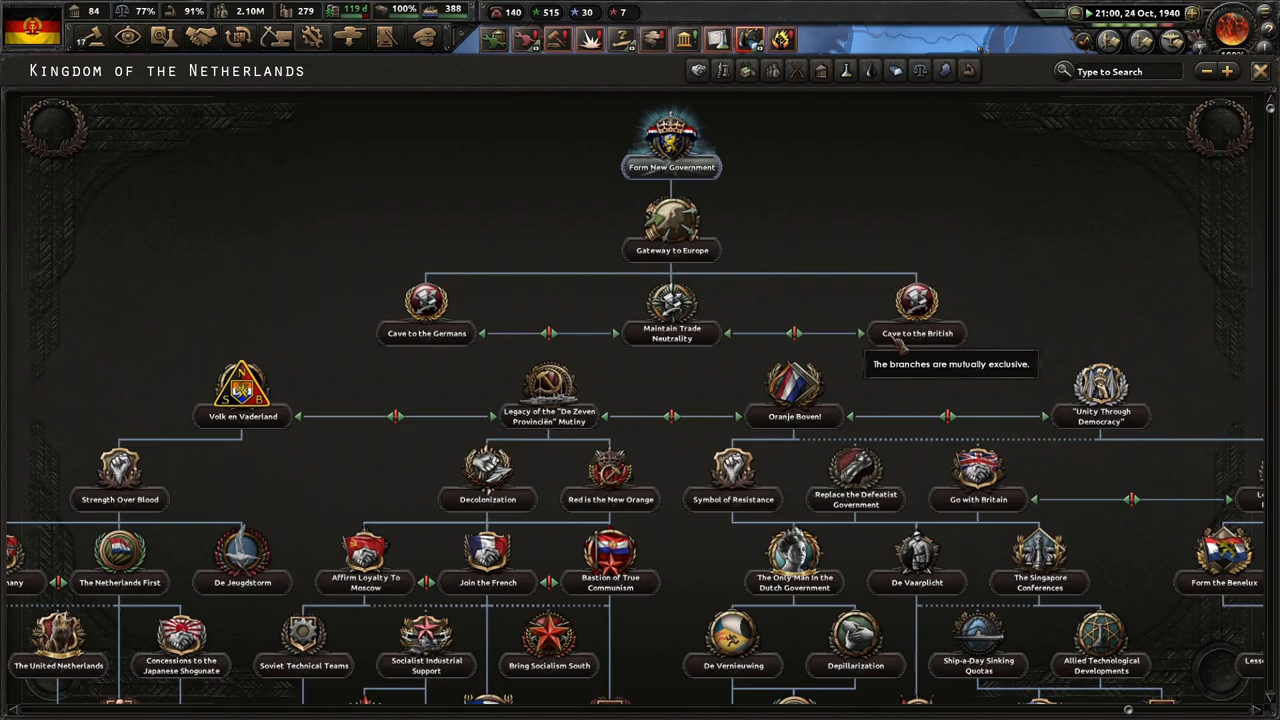 84 77% 91% 2.10M 279 119 d 100% 388 140 515 30 7 21:00, 24 Oct, 1940
17
Kingdom of the Netherlands
Type to Search
Form New Government
Gateway to Europe
Cave to the Germans
Maintain Trade
Neutrality
Cave to the British
The branches are mutually exclusive.
N
S B
Volk en Vaderland
Legacy of the "De Zeven
Provinciën" Mutiny
Oranje Boven!
"Unity Through
Democracy"
Strength Over Blood
Decolonization
Red is the New Orange
Symbol of Resistance
Replace the Defeatist
Government
Go with Britain
The Netherlands First
De Jeugdstorm
Affirm Loyalty To
Moscow
Join the French
Bastion of True
Communism
The Only Man in the
Dutch Government
De Vaarplicht
The Singapore
Conferences
Form the Benelux
The United Netherlands
Concessions to the
Japanese Shogunate
Soviet Technical Teams
Socialist Industrial
Support
Bring Socialism South
De Vernieuwing
Depillarization
Ship-a-Day Sinking
Quotas
Allied Technological
Developments